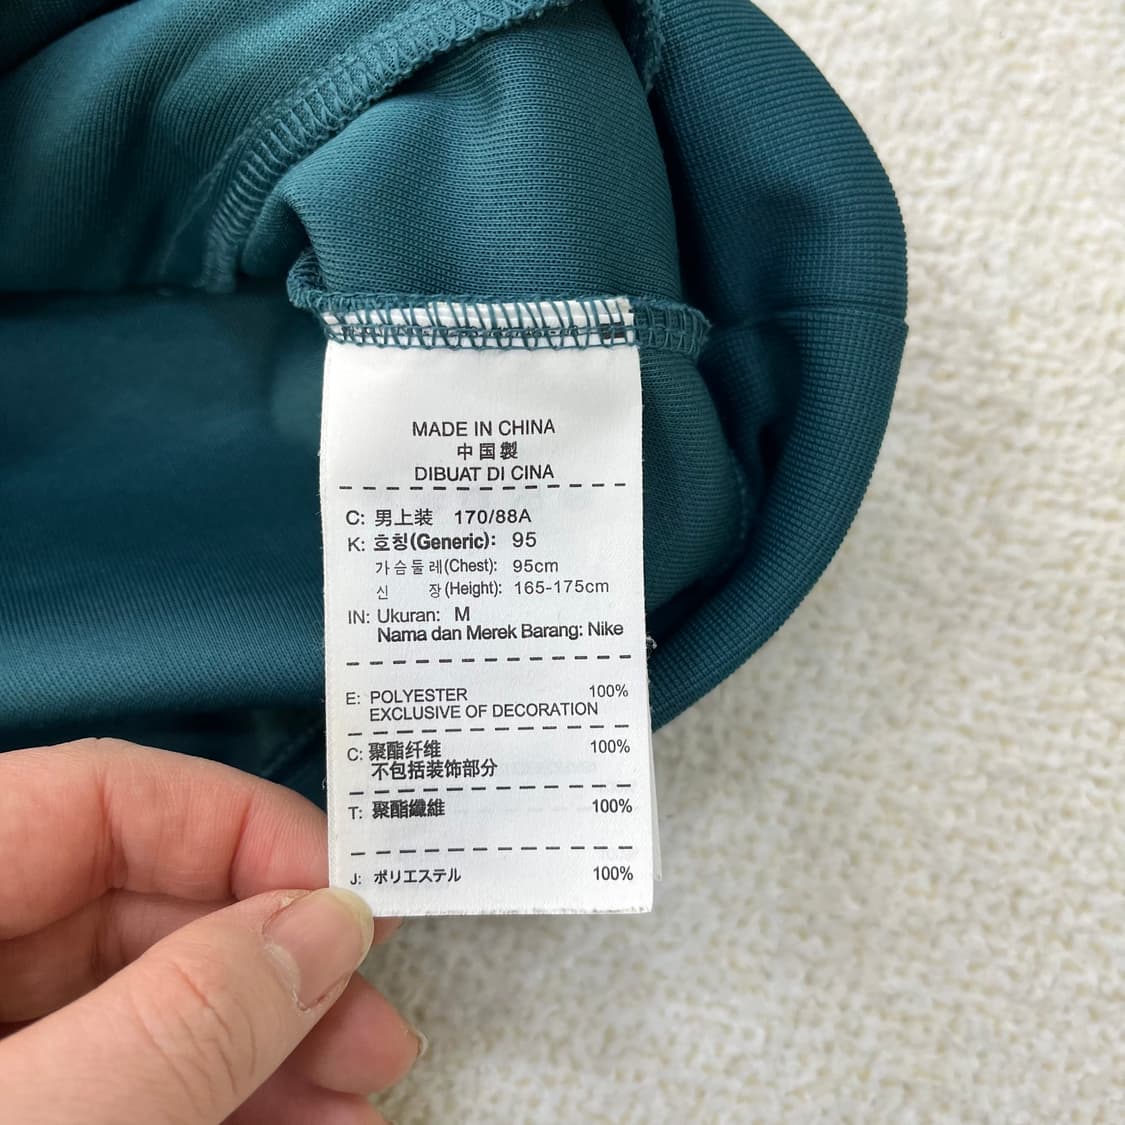 MADE IN CHINA
中国製
DIBUAT DI CINA
C: 男上装 170/88A
K: 호칭(Generic): 95
가슴둘레(Chest): 95cm
신 장(Height): 165-175cm
IN: Ukuran: M
Nama dan Merek Barang: Nike
E: POLYESTER 100%
EXCLUSIVE OF DECORATION
C: 聚酯纤维 100%
不包括装饰部分
T: 聚酯纖維 100%
J: ポリエステル 100%